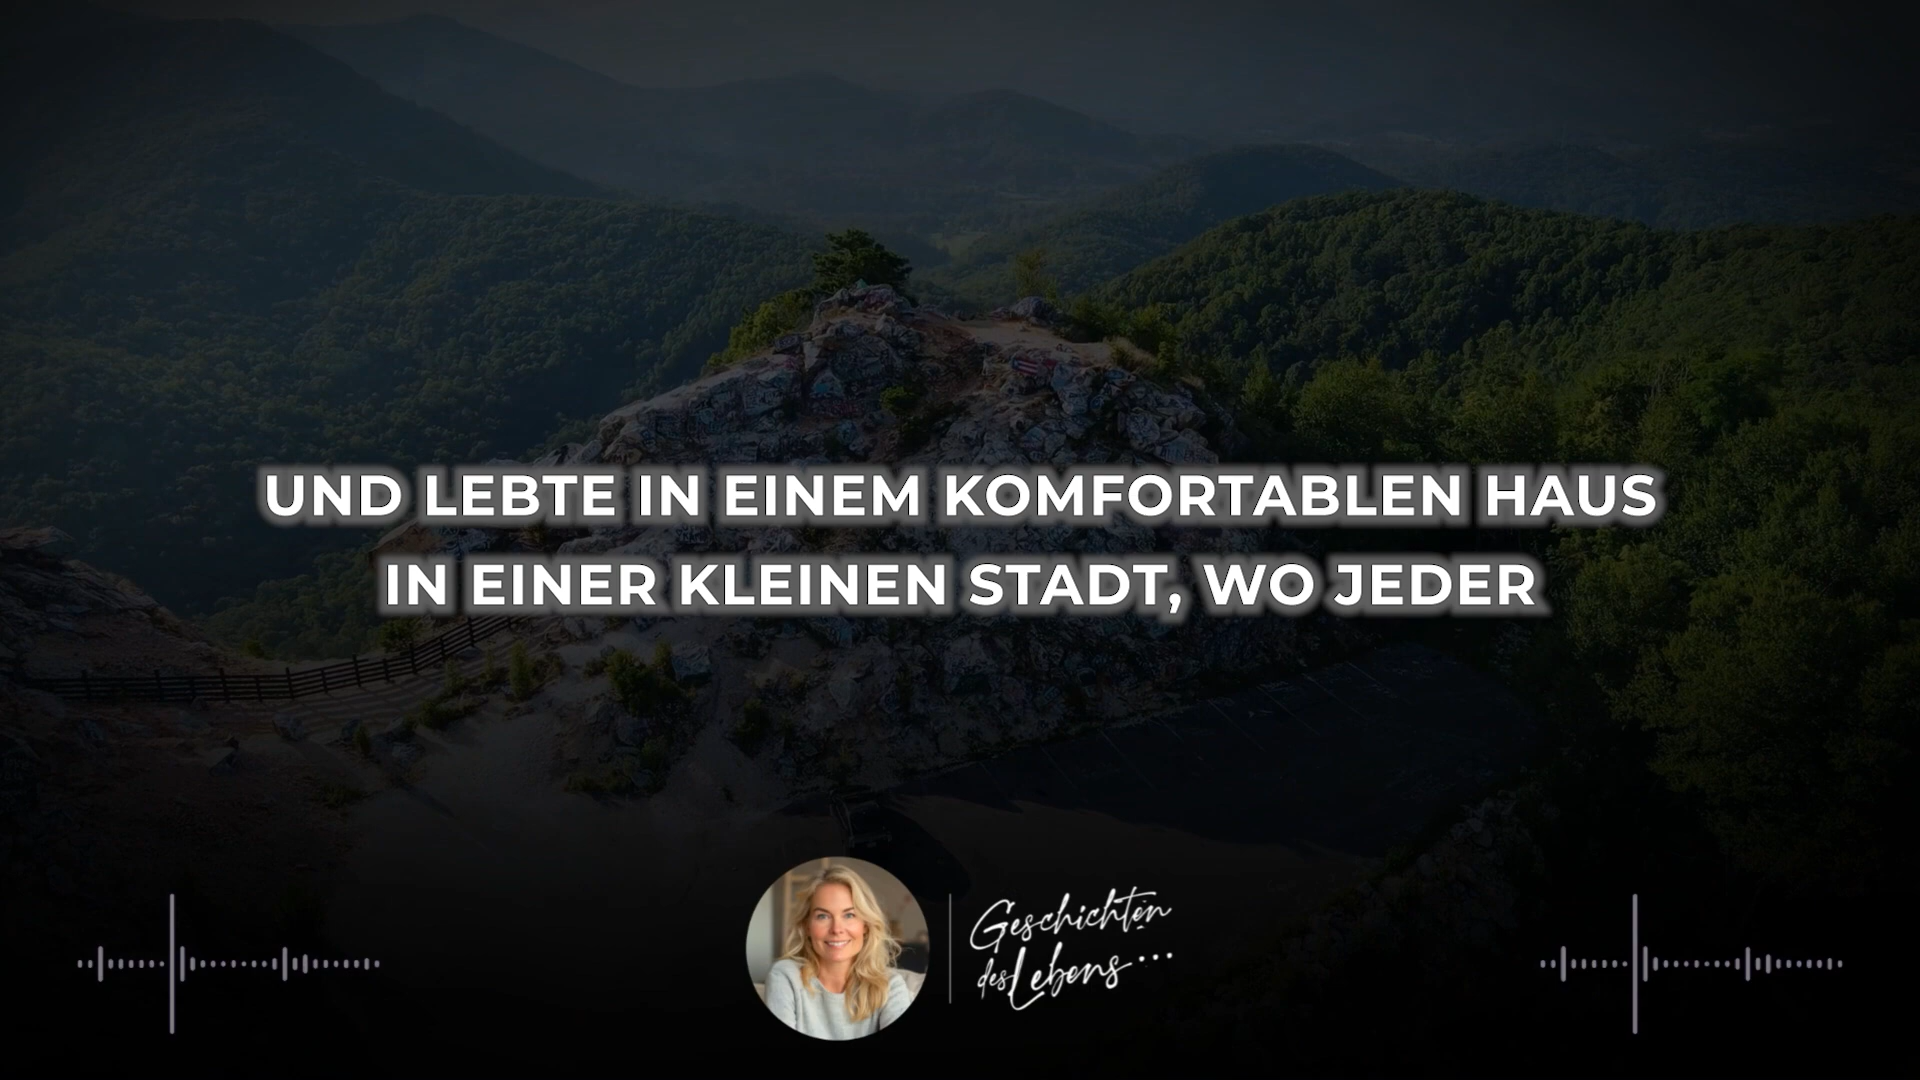 UND LEBTE IN EINEM KOMFORTABLEN HAUS
IN EINER KLEINEN STADT, WO JEDER
Geschichten
des Lebens...